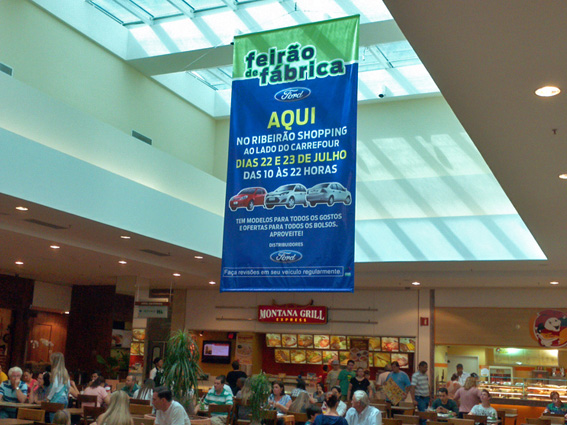 feirão
de fábrica
Ford
AQUI
NO RIBEIRÃO SHOPPING
AO LADO DO CARREFOUR
DIAS 22 E 23 DE JULHO
DAS 10 ÀS 22 HORAS
TEM MODELOS PARA TODOS OS GOSTOS
E OFERTAS PARA TODOS OS BOLSOS.
APROVEITE!
DISTRIBUIDORES
Ford
Faça revisões em seu veículo regularmente.
MONTANA GRILL
EXPRESS